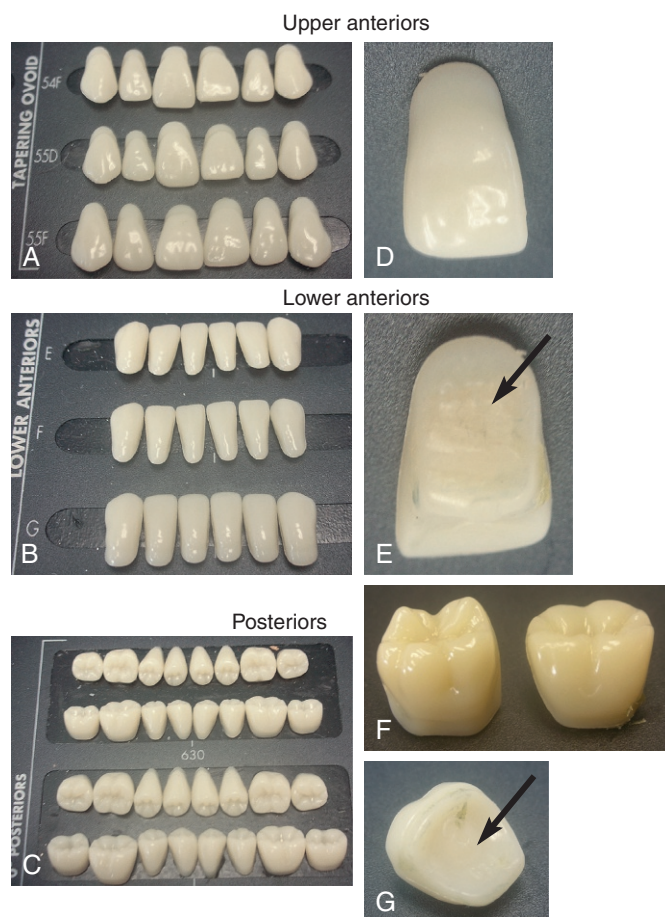 Upper anteriors
TAPERING OVOID
54F
55D
55F
A
D
Lower anteriors
LOWER ANTERIORS
E
F
G
B
E
Posteriors
630
POSTERIORS
C
F
G